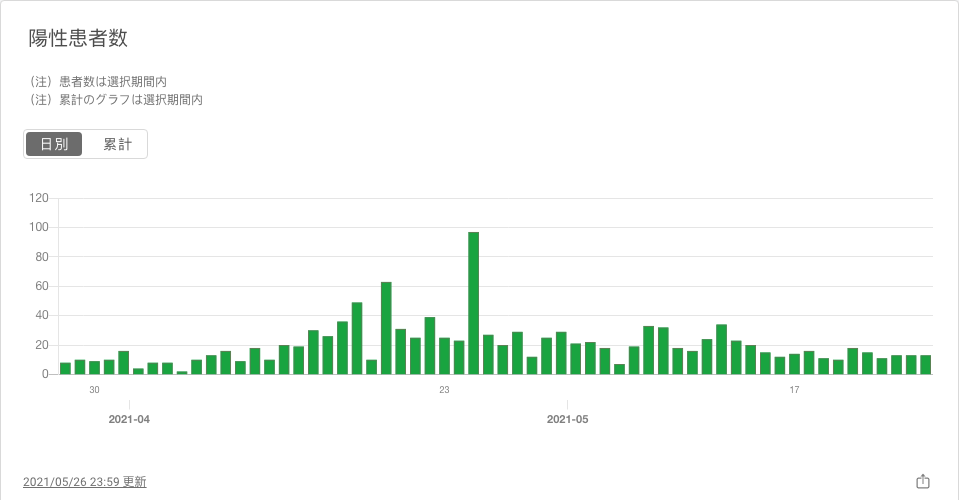 陽性患者数
（注）患者数は選択期間内
（注）累計のグラフは選択期間内
日別 累計
120
100
80
60
40
20
0
30 23 17
2021-04 2021-05
2021/05/26 23:59 更新